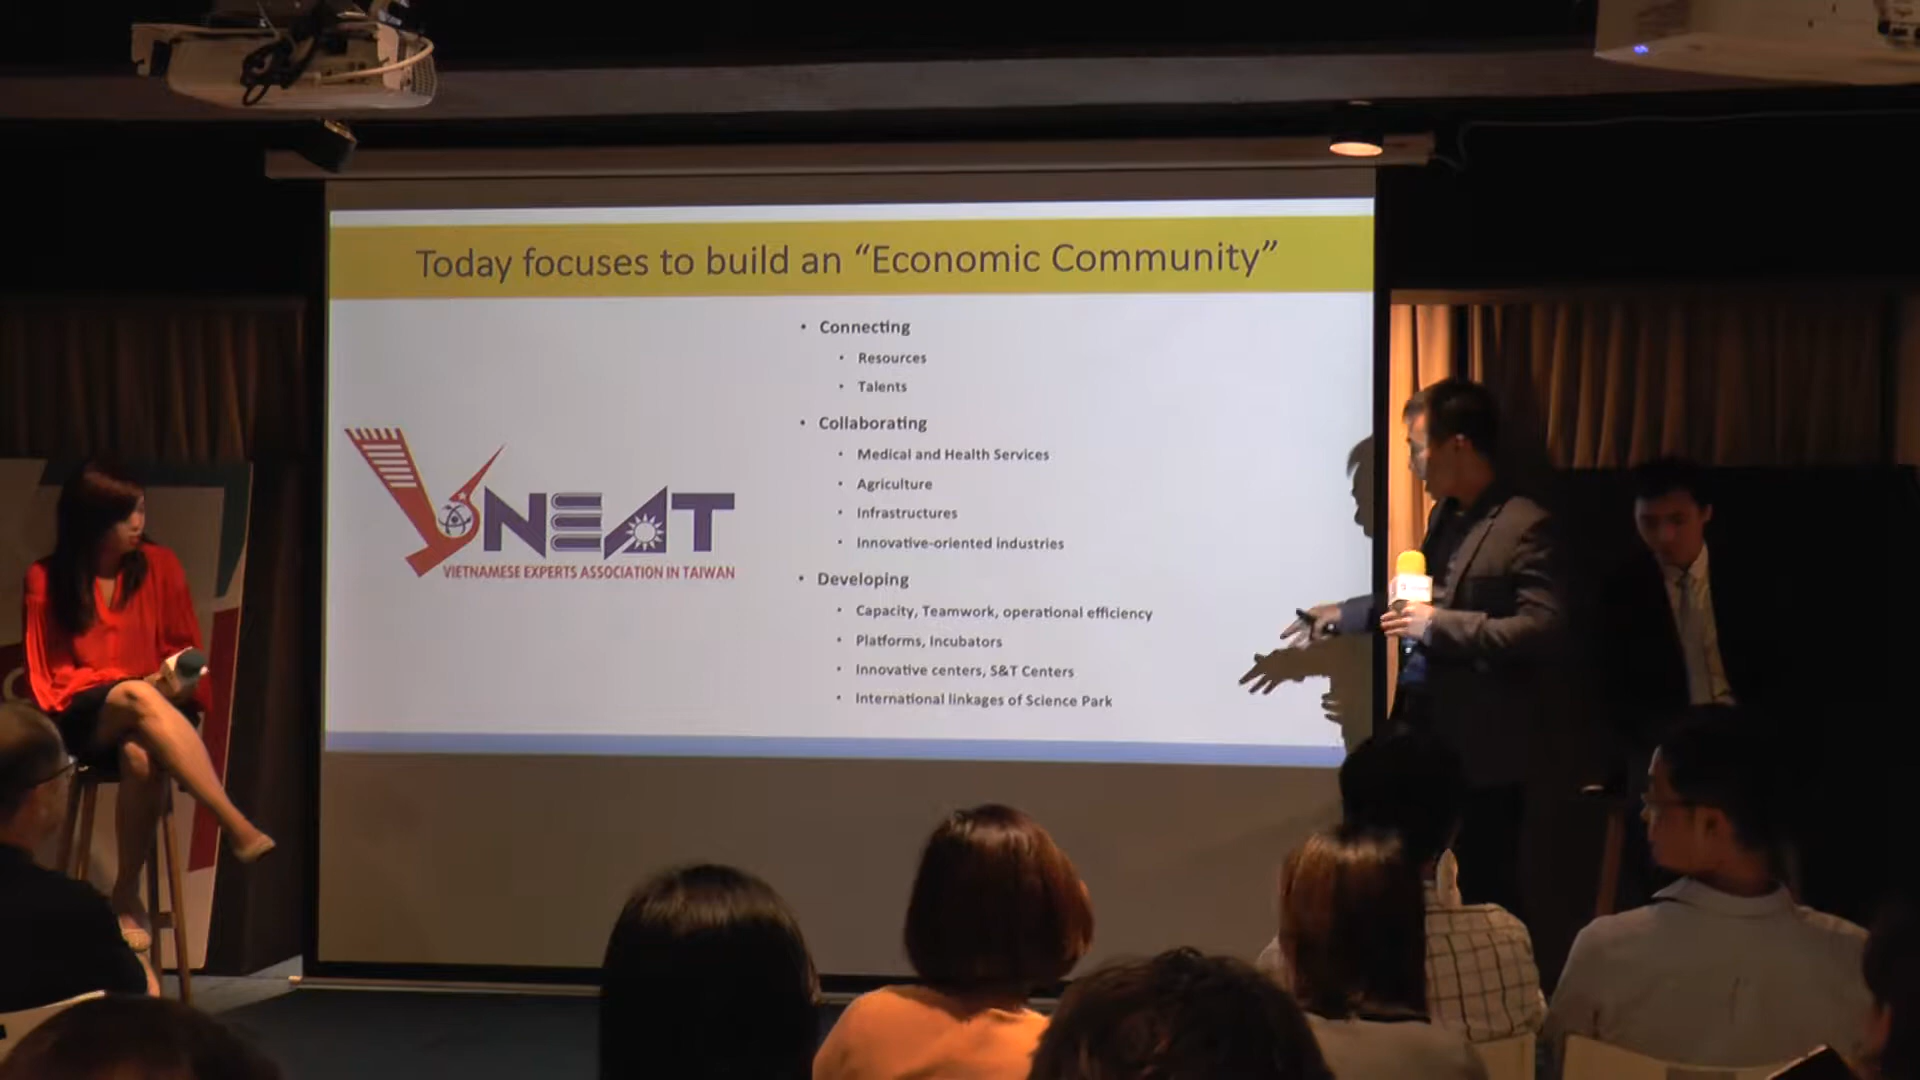 Today focuses to build an “Economic Community”
• Connecting
• Resources
• Talents
• Collaborating
• Medical and Health Services
• Agriculture
• Infrastructures
• Innovative-oriented industries
• Developing
• Capacity, Teamwork, operational efficiency
• Platforms, Incubators
• Innovative centers, S&T Centers
• International linkages of Science Park
VNEAT
VIETNAMESE EXPERTS ASSOCIATION IN TAIWAN